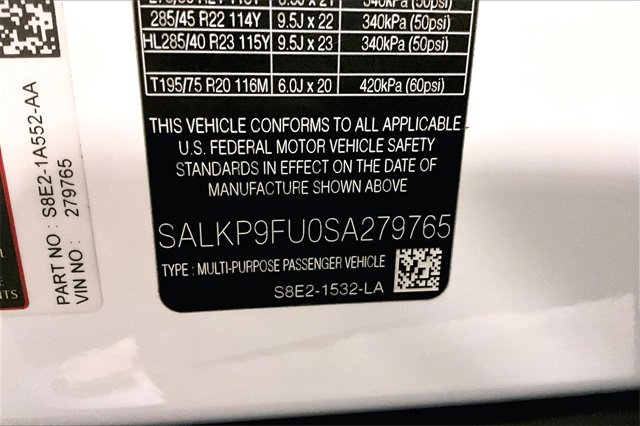 285/45 R22 114Y 9.5J x 22 340kPa (50psi)
HL285/40 R23 115Y 9.5J x 23 340kPa (50psi)
T195/75 R20 116M 6.0J x 20 420kPa (60psi)
THIS VEHICLE CONFORMS TO ALL APPLICABLE
U.S. FEDERAL MOTOR VEHICLE SAFETY
STANDARDS IN EFFECT ON THE DATE OF
MANUFACTURE SHOWN ABOVE
SALKP9FU0SA279765
TYPE : MULTI-PURPOSE PASSENGER VEHICLE
S8E2-1532-LA
PART NO : S8E2-1A552-AA
VIN NO : 279765